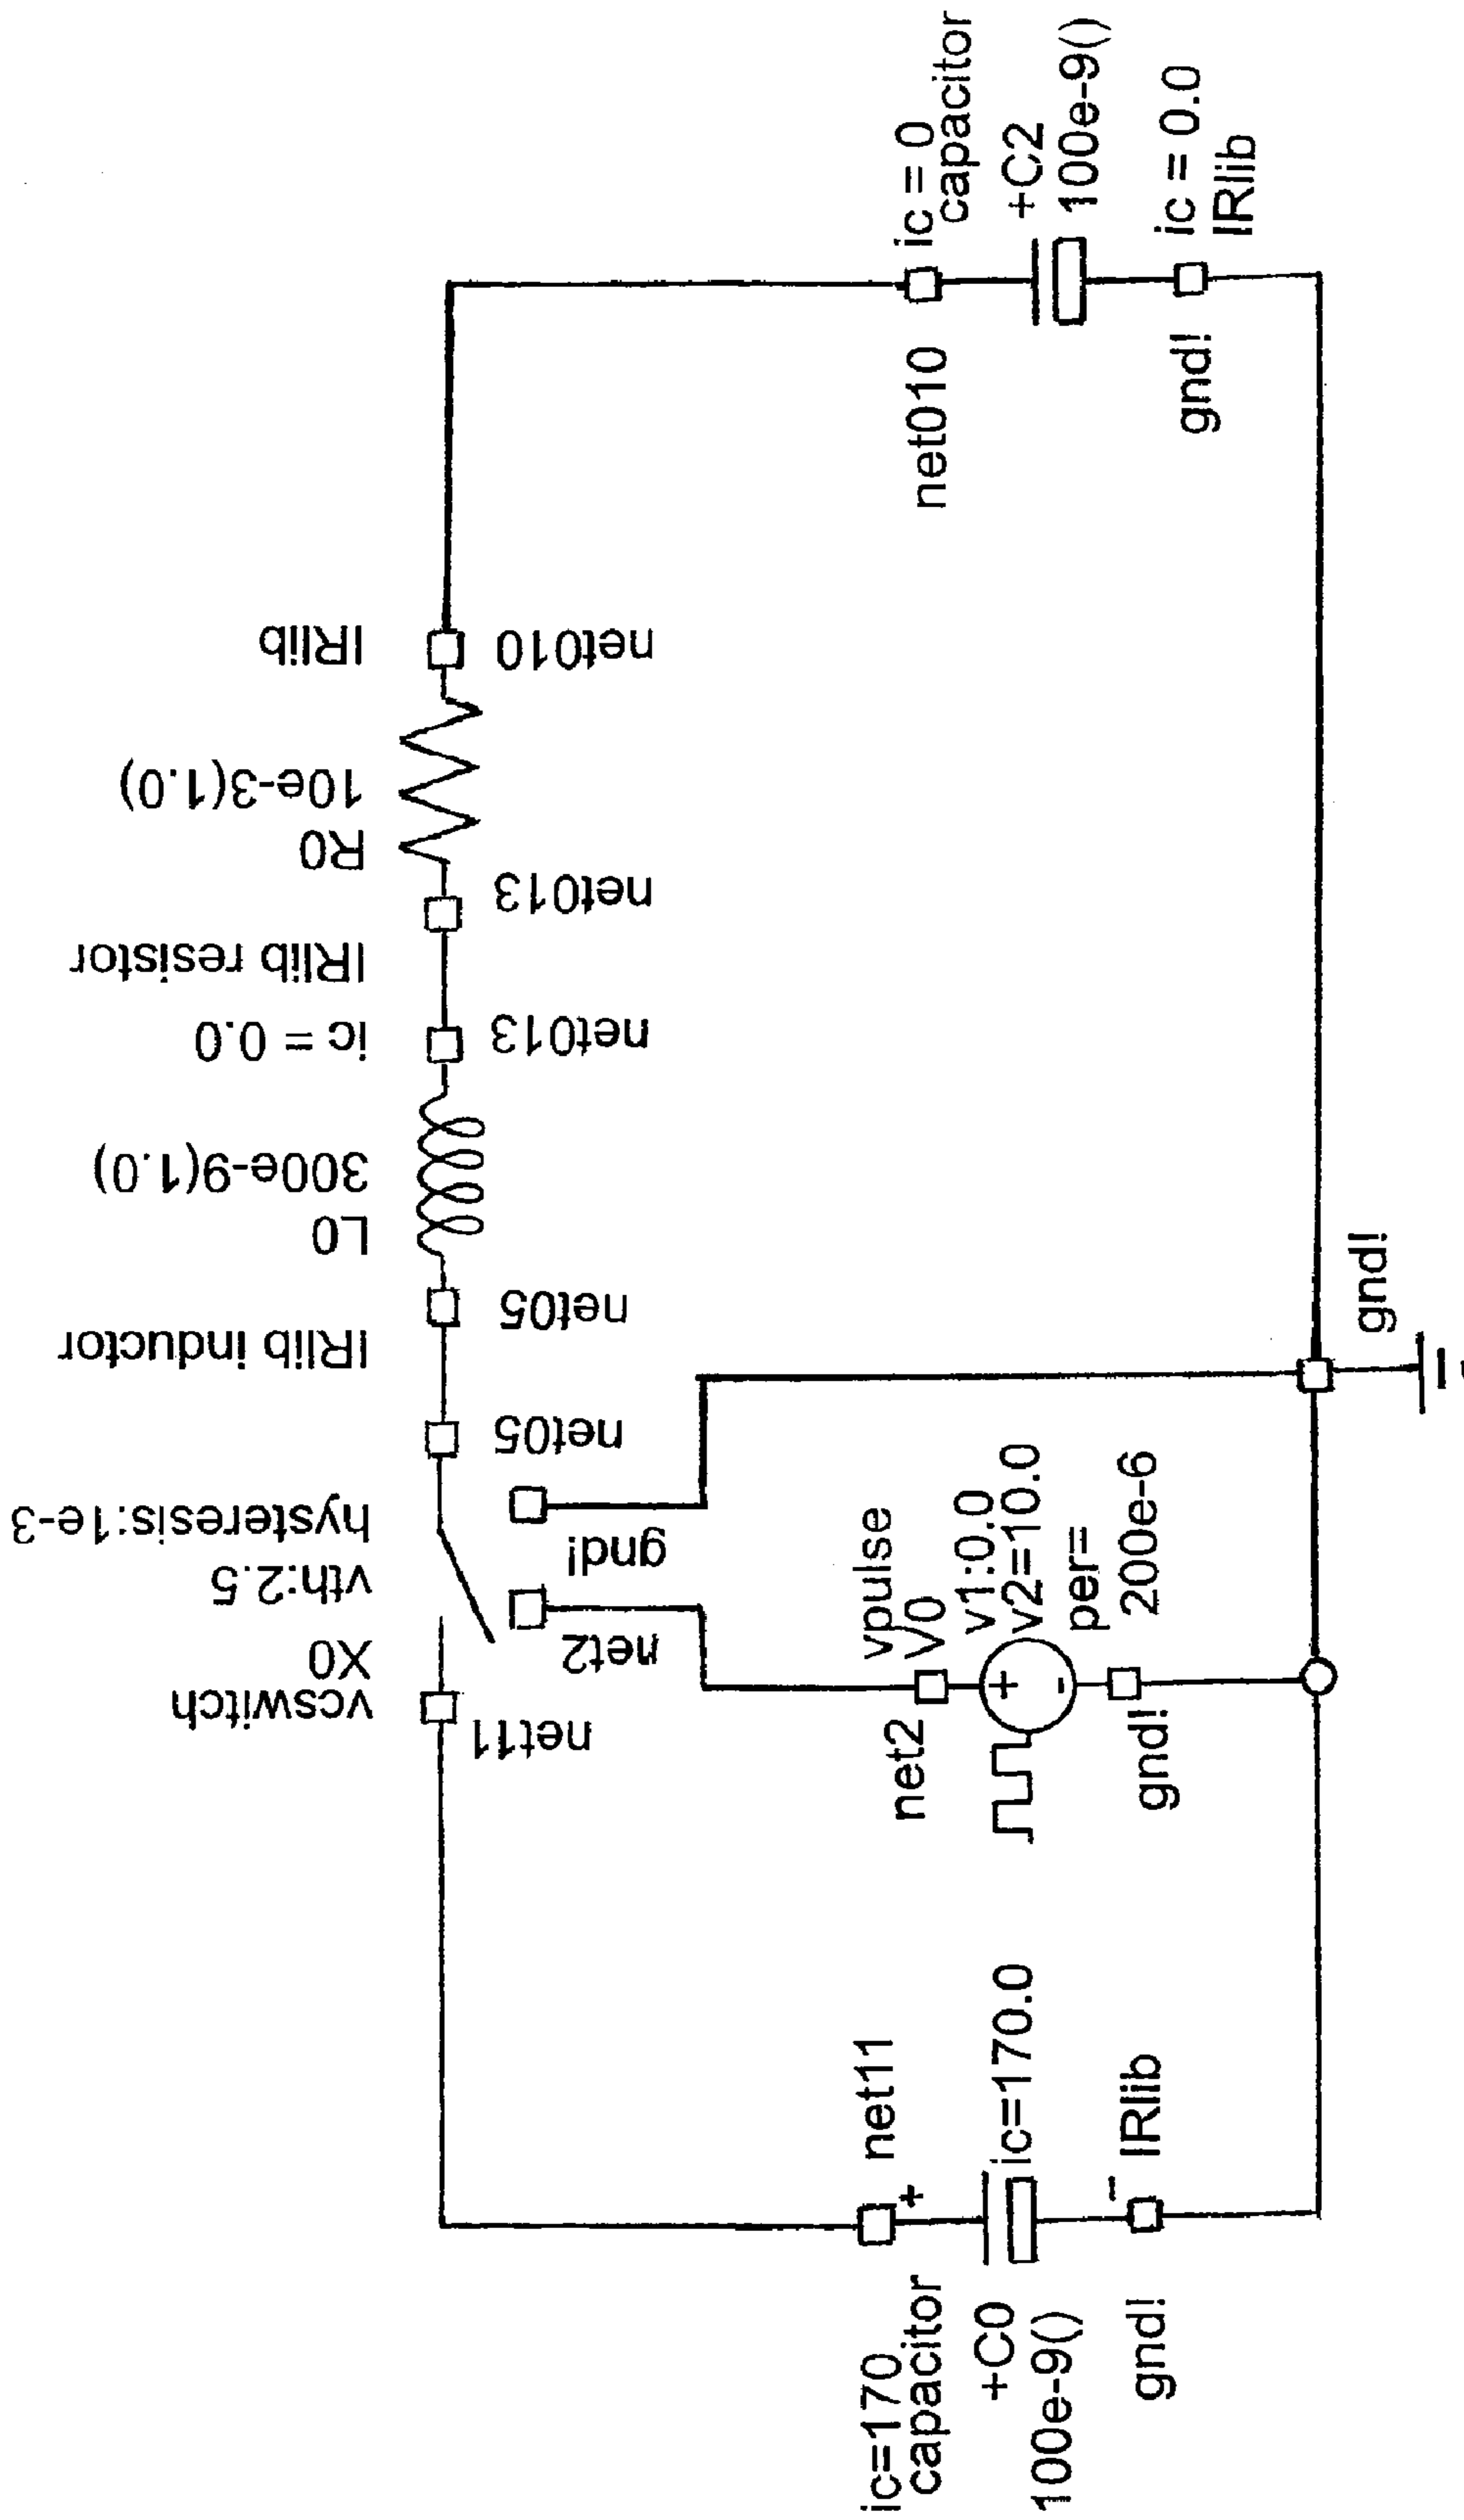 ic=170
capacitor
+C0
100e-9()
gnd!
net11
+
ic=170.0
-
IRlib
net11
vcswitch
X0
vth:2.5
hysteresis:1e-3
net2
gnd!
net05
net2
vpulse
V0
v1:0.0
v2=10.0
per=
200e-6
+
-
gnd!
gnd!
IRlib inductor
net05
L0
300e-9(1.0)
ic = 0.0
net013
IRlib resistor
net013
R0
10e-3(1.0)
IRlib
net010
net010
ic = 0
capacitor
+C2
100e-9()
ic = 0.0
IRlib
gnd!